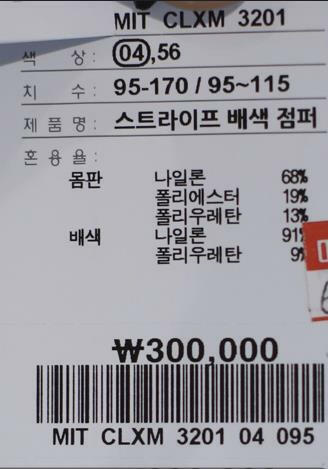 MIT CLXM 3201
색 상 : 04,56
치 수 : 95-170 / 95~115
제 품 명 : 스트라이프 배색 점퍼
혼 용 율 :
몸판 나일론 68%
폴리에스터 19%
폴리우레탄 13%
배색 나일론 91%
폴리우레탄 9%
₩300,000
MIT CLXM 3201 04 095